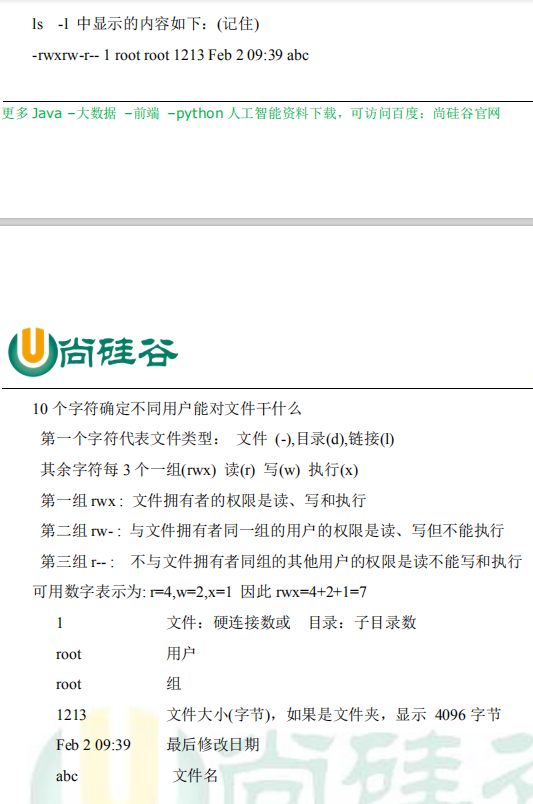 ls -l 中显示的内容如下：(记住)
-rwxrw-r-- 1 root root 1213 Feb 2 09:39 abc
更多 Java –大数据 –前端 –python 人工智能资料下载，可访问百度：尚硅谷官网
尚硅谷
10 个字符确定不同用户能对文件干什么
第一个字符代表文件类型： 文件 (-),目录(d),链接(l)
其余字符每 3 个一组(rwx) 读(r) 写(w) 执行(x)
第一组 rwx : 文件拥有者的权限是读、写和执行
第二组 rw- : 与文件拥有者同一组的用户的权限是读、写但不能执行
第三组 r-- : 不与文件拥有者同组的其他用户的权限是读不能写和执行
可用数字表示为: r=4,w=2,x=1 因此 rwx=4+2+1=7
1 文件：硬连接数或 目录：子目录数
root 用户
root 组
1213 文件大小(字节)，如果是文件夹，显示 4096 字节
Feb 2 09:39 最后修改日期
abc 文件名
尚硅谷